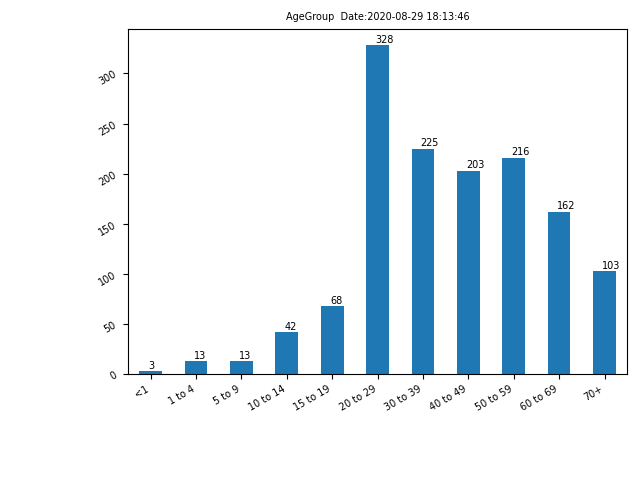 AgeGroup  Date:2020-08-29 18:13:46
328
300
250
225
216
203
200
162
150
103
100
68
50
42
13
13
3
0
<1
1 to 4
5 to 9
10 to 14
15 to 19
20 to 29
30 to 39
40 to 49
50 to 59
60 to 69
70+